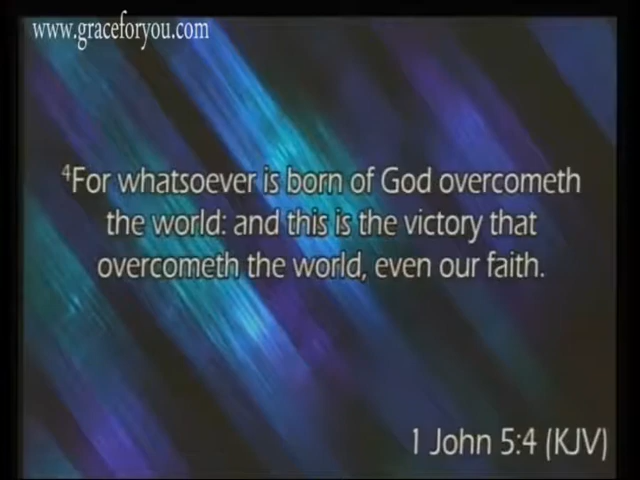 www.graceforyou.com
⁴For whatsoever is born of God overcometh
the world: and this is the victory that
overcometh the world, even our faith.
1 John 5:4 (KJV)